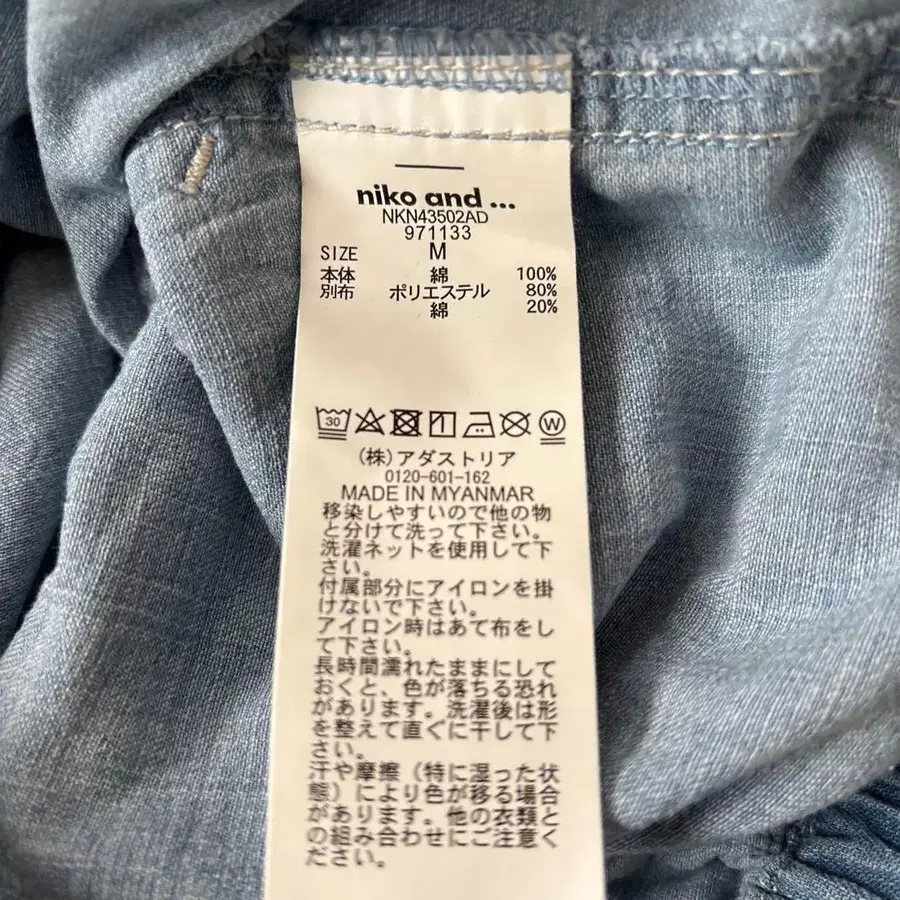 niko and ...
NKN43502AD
971133
SIZE M
本体 綿 100%
別布 ポリエステル 80%
綿 20%
30
W
(株)アダストリア
0120-601-162
MADE IN MYANMAR
移染しやすいので他の物
と分けて洗って下さい。
洗濯ネットを使用して下
さい。
付属部分にアイロンを掛
けないで下さい。
アイロン時はあて布をし
て下さい。
長時間濡れたままにして
おくと、色が落ちる恐れ
があります。洗濯後は形
を整えて直ぐに干して下
さい。
汗や摩擦(特に湿った状
態)により色が移る場合
があります。他の衣類と
の組み合わせにご注意く
ださい。